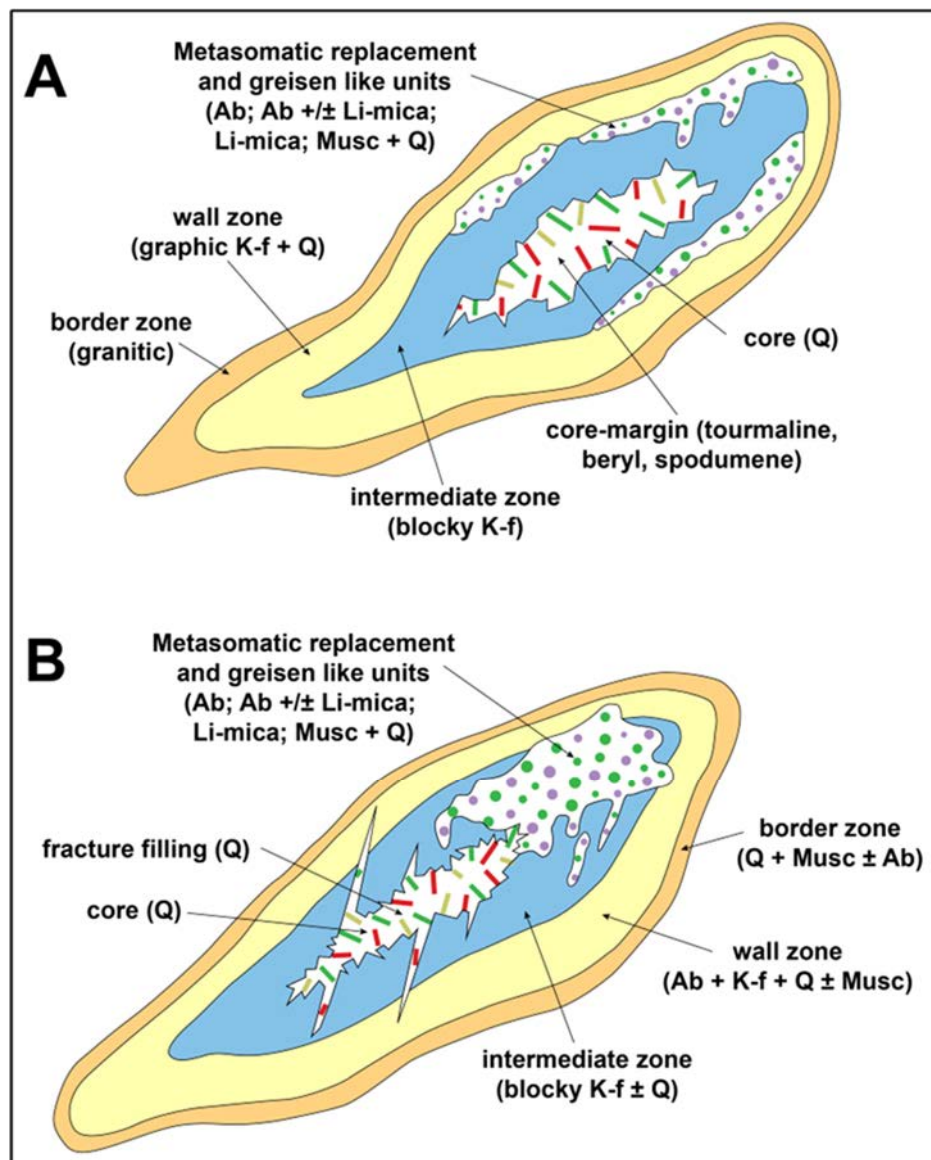 A
Metasomatic replacement
and greisen like units
(Ab; Ab +/± Li-mica;
Li-mica; Musc + Q)
wall zone
(graphic K-f + Q)
border zone
(granitic)
core (Q)
core-margin (tourmaline,
beryl, spodumene)
intermediate zone
(blocky K-f)
B
Metasomatic replacement
and greisen like units
(Ab; Ab +/± Li-mica;
Li-mica; Musc + Q)
fracture filling (Q)
core (Q)
border zone
(Q + Musc ± Ab)
wall zone
(Ab + K-f + Q ± Musc)
intermediate zone
(blocky K-f ± Q)